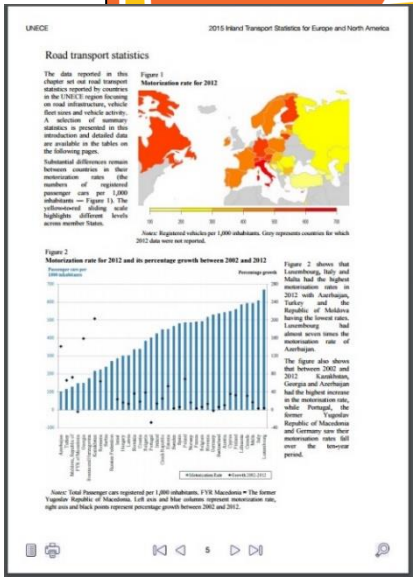 UNECE
2015 Inland Transport Statistics for Europe and North America
Road transport statistics
The data reported in this
chapter set out road transport
statistics reported by countries
in the UNECE region focusing
on road infrastructure, vehicle
fleet sizes and vehicle activity.
A selection of summary
statistics is presented in this
introduction and detailed data
are available in the tables on
the following pages.
Substantial differences remain
between countries in their
motorization rates (the
numbers of registered
passenger cars per 1,000
inhabitants — Figure 1). The
yellow-tored sliding scale
highlights different levels
across member States.
Figure 1
Motorization rate for 2012
Notes: Registered vehicles per 1,000 inhabitants. Grey represents countries for which
2012 data were not reported.
Figure 2
Motorization rate for 2012 and its percentage growth between 2002 and 2012
Passenger cars per
1000 inhabitants
Percentage growth
Motorization Rate
Growth 2002-2012
Figure 2 shows that
Luxembourg, Italy and
Malta had the highest
motorization rates in
2012 with Azerbaijan,
Turkey and the
Republic of Moldova
having the lowest rates.
Luxembourg had
almost seven times the
motorisation rate of
Azerbaijan.
The figure also shows
that between 2002 and
2012 Kazakhstan,
Georgia and Azerbaijan
had the highest increase
in the motorisation rate,
while Portugal, the
former Yugoslav
Republic of Macedonia
and Germany saw their
motorisation rates fall
over the ten-year
period.
Notes: Total Passenger cars registered per 1,000 inhabitants. FYR Macedonia = The former
Yugoslav Republic of Macedonia. Left axis and blue columns represent motorization rate,
right axis and black points represent percentage growth between 2002 and 2012.
5